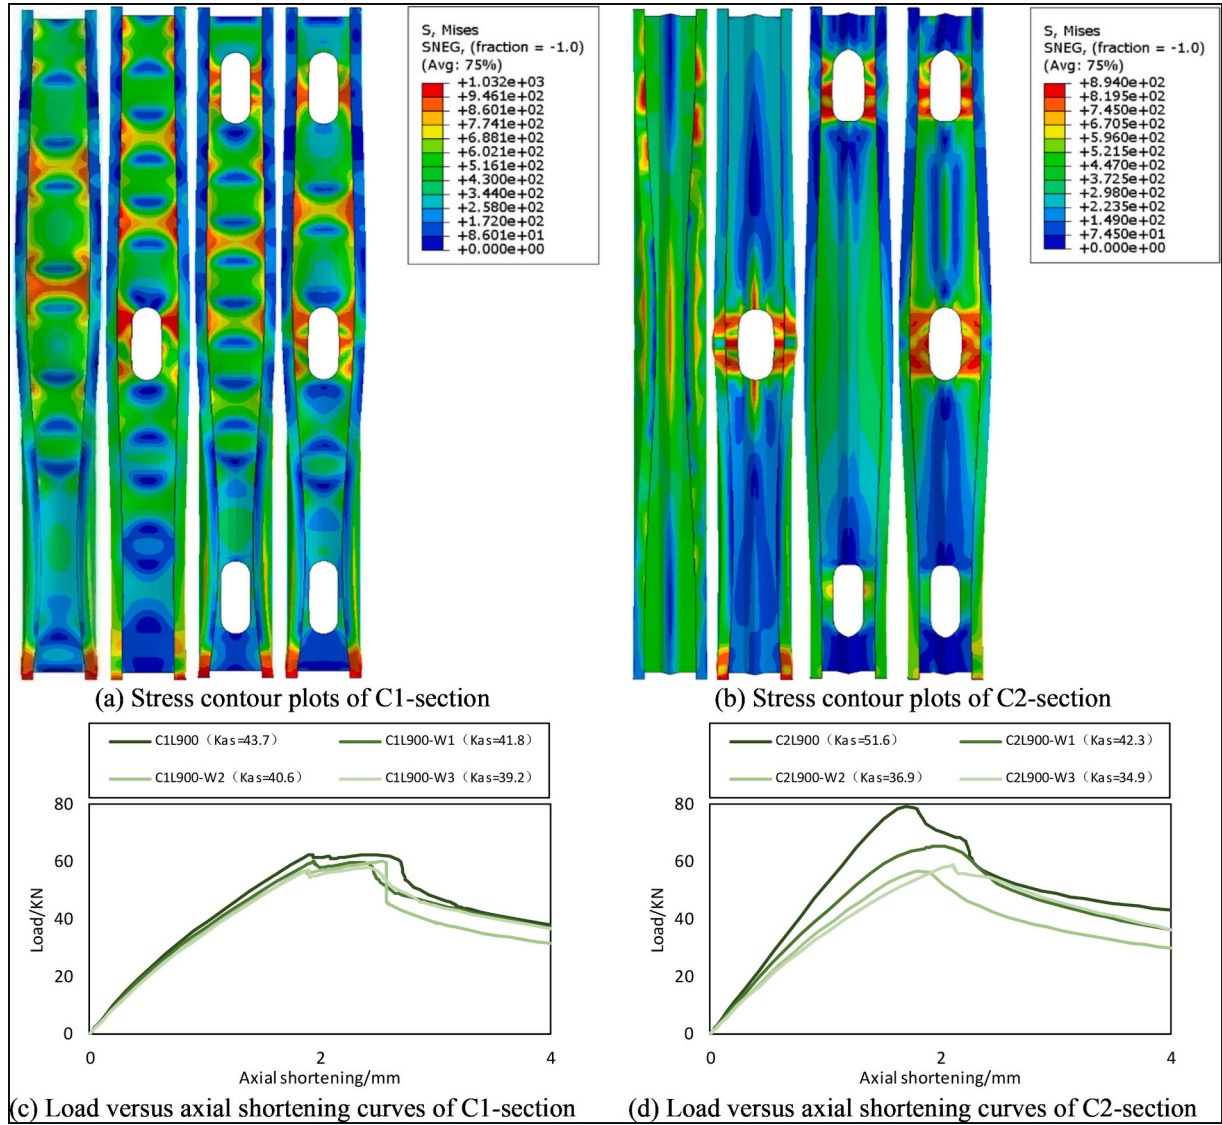 S, Mises
SNEG, (fraction = -1.0)
(Avg: 75%)
+1.032e+03
+9.461e+02
+8.601e+02
+7.741e+02
+6.881e+02
+6.021e+02
+5.161e+02
+4.300e+02
+3.440e+02
+2.580e+02
+1.720e+02
+8.601e+01
+0.000e+00
S, Mises
SNEG, (fraction = -1.0)
(Avg: 75%)
+8.940e+02
+8.195e+02
+7.450e+02
+6.705e+02
+5.960e+02
+5.215e+02
+4.470e+02
+3.725e+02
+2.980e+02
+2.235e+02
+1.490e+02
+7.450e+01
+0.000e+00
(a) Stress contour plots of C1-section
(b) Stress contour plots of C2-section
C1L900（Kas=43.7）
C1L900-W1（Kas=41.8）
C1L900-W2（Kas=40.6）
C1L900-W3（Kas=39.2）
80
60
40
20
0
Load/KN
0
2
4
Axial shortening/mm
(c) Load versus axial shortening curves of C1-section
C2L900（Kas=51.6）
C2L900-W1（Kas=42.3）
C2L900-W2（Kas=36.9）
C2L900-W3（Kas=34.9）
80
60
40
20
0
Load/KN
0
2
4
Axial shortening/mm
(d) Load versus axial shortening curves of C2-section